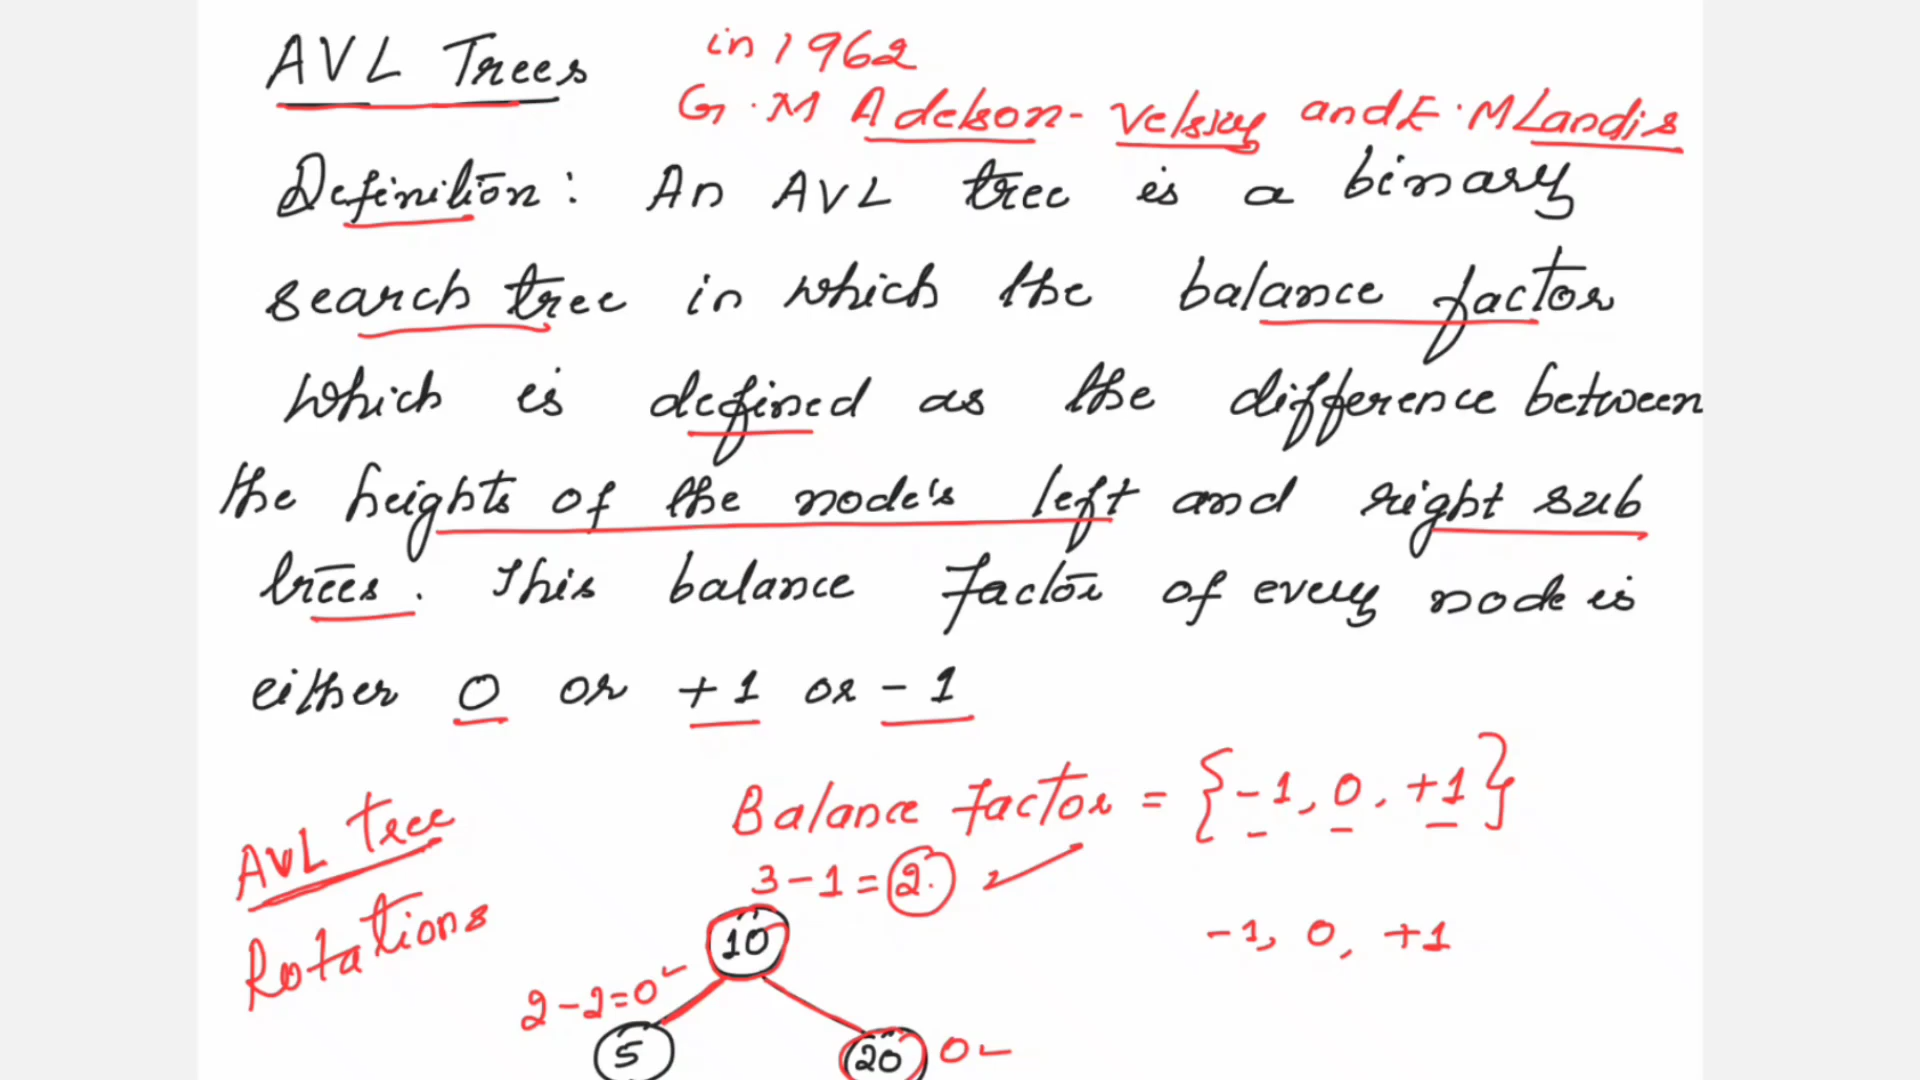 AVL Trees
in 1962
G.M Adelson-Velsky and E.M Landis
Definition: An AVL tree is a binary
search tree in which the balance factor
which is defined as the difference between
the heights of the node's left and right sub
trees. This balance factor of every node is
either 0 or +1 or -1
AVL tree
Rotations
Balance factor = {-1, 0, +1}
3-1=2
-1, 0, +1
10
2-2=0
5
20
0